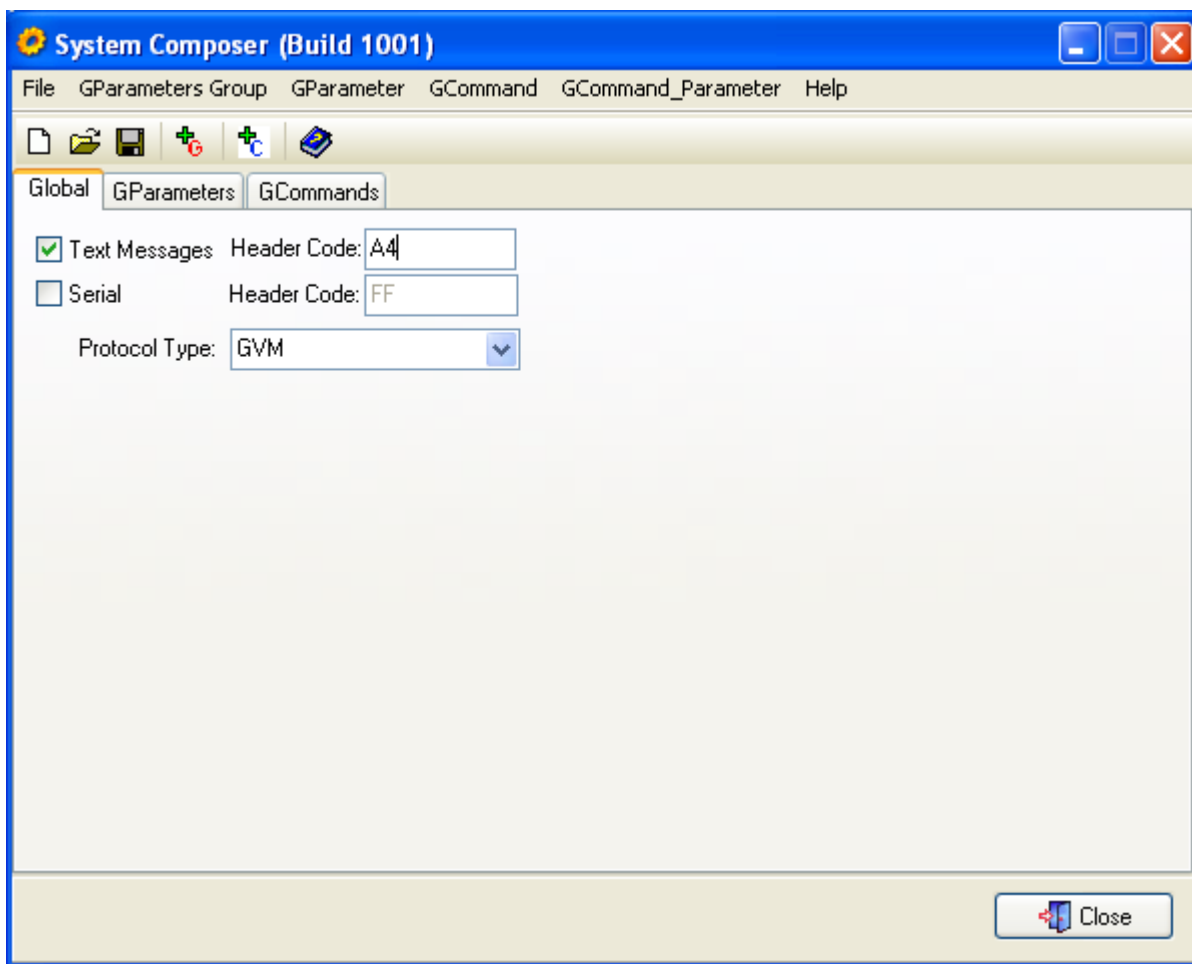 System Composer (Build 1001)
File GParameters Group GParameter GCommand GCommand_Parameter Help
G C ?
Global GParameters GCommands
Text Messages Header Code: A4
Serial Header Code: FF
Protocol Type: GVM
Close